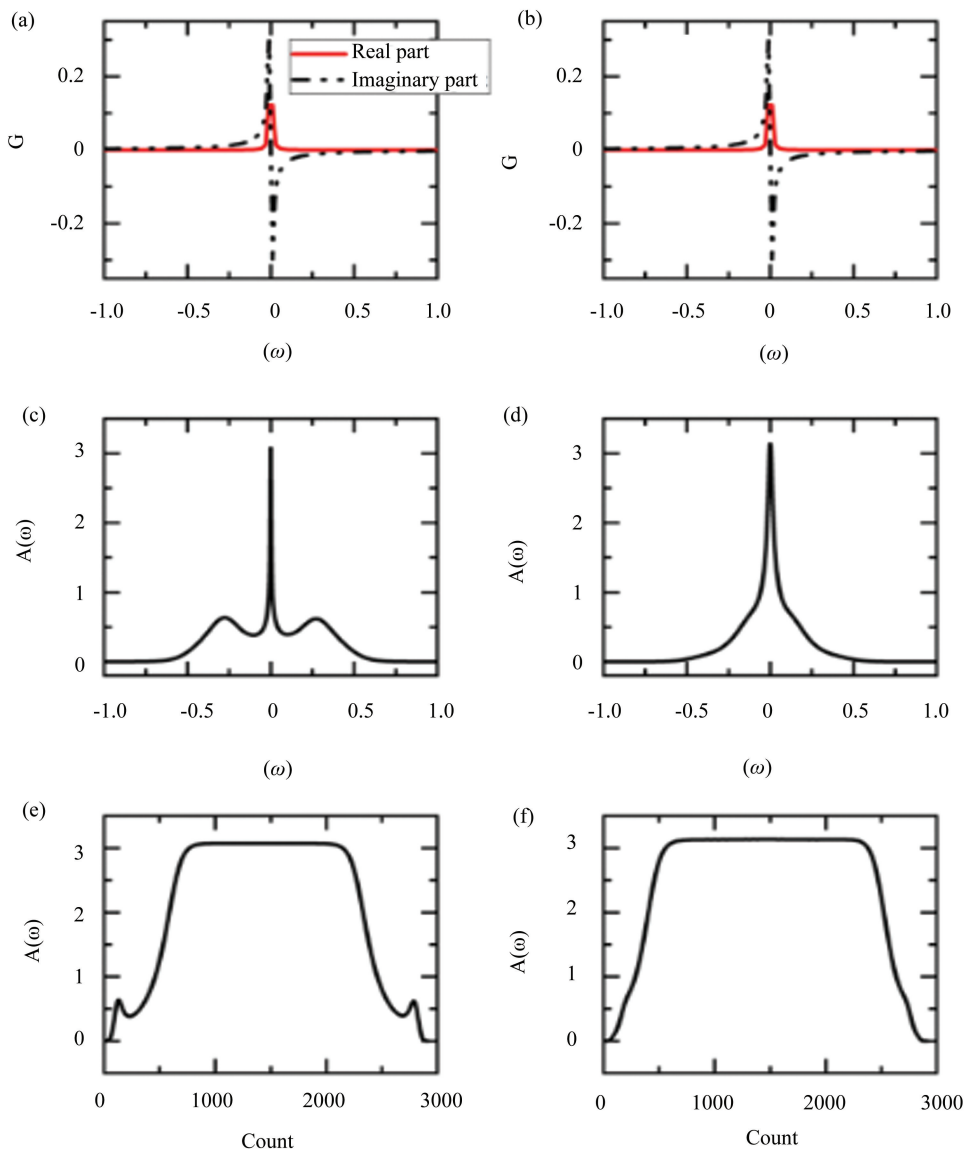 (a)
Real part
Imaginary part
0.2
0
-0.2
G
-1.0 -0.5 0 0.5 1.0
(ω)
(b)
0.2
0
-0.2
G
-1.0 -0.5 0 0.5 1.0
(ω)
(c)
3
2
1
0
A(ω)
-1.0 -0.5 0 0.5 1.0
(ω)
(d)
3
2
1
0
A(ω)
-1.0 -0.5 0 0.5 1.0
(ω)
(e)
3
2
1
0
A(ω)
0 1000 2000 3000
Count
(f)
3
2
1
0
A(ω)
0 1000 2000 3000
Count